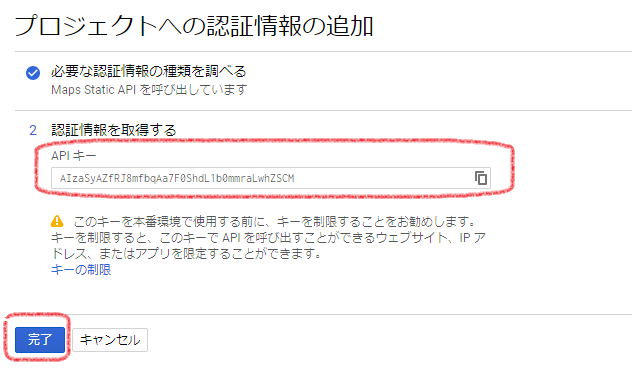 プロジェクトへの認証情報の追加
必要な認証情報の種類を調べる
Maps Static API を呼び出しています
2 認証情報を取得する
API キー
AIzaSyAZfRJ8mfbqAa7F0ShdL1b0mmraLwhZSCM
このキーを本番環境で使用する前に、キーを制限することをお勧めします。
キーを制限すると、このキーで API を呼び出すことができるウェブサイト、IP ア
ドレス、またはアプリを限定することができます。
キーの制限
完了 キャンセル